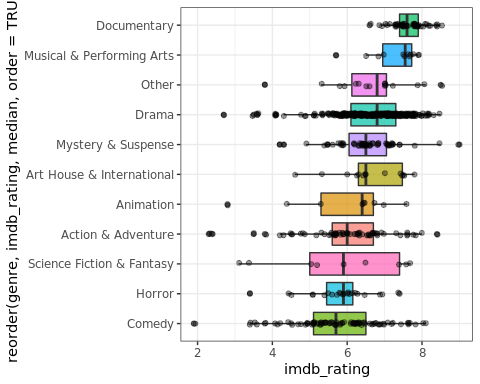 reorder(genre, imdb_rating, median, order = TRU
Documentary
Musical & Performing Arts
Other
Drama
Mystery & Suspense
Art House & International
Animation
Action & Adventure
Science Fiction & Fantasy
Horror
Comedy
2 4 6 8
imdb_rating